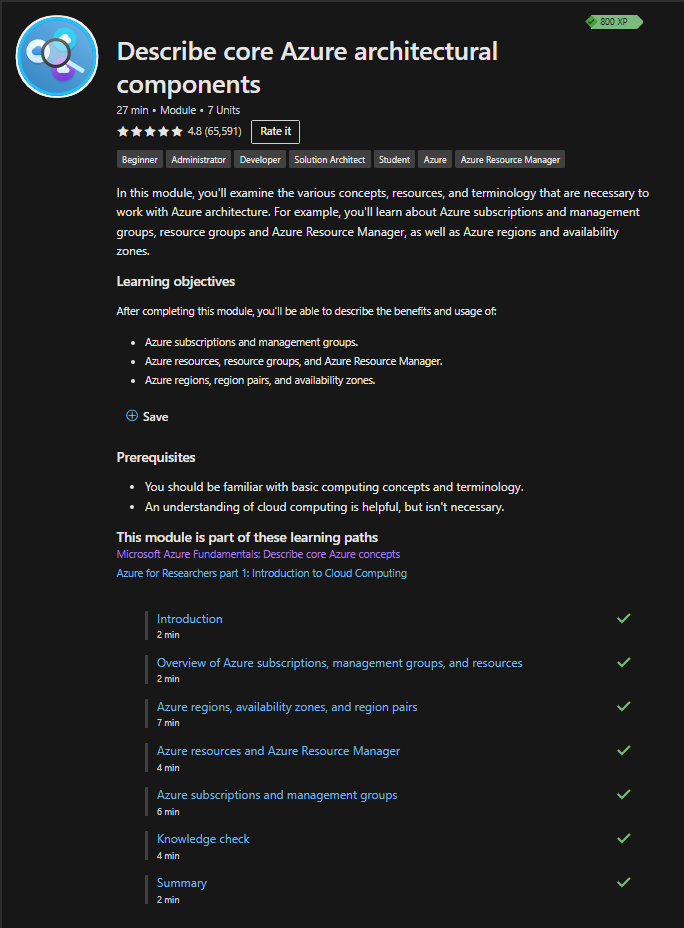 800 XP
Describe core Azure architectural
components
27 min • Module • 7 Units
4.8 (65,591) Rate it
Beginner Administrator Developer Solution Architect Student Azure Azure Resource Manager
In this module, you'll examine the various concepts, resources, and terminology that are necessary to
work with Azure architecture. For example, you'll learn about Azure subscriptions and management
groups, resource groups and Azure Resource Manager, as well as Azure regions and availability
zones.
Learning objectives
After completing this module, you'll be able to describe the benefits and usage of:
• Azure subscriptions and management groups.
• Azure resources, resource groups, and Azure Resource Manager.
• Azure regions, region pairs, and availability zones.
Save
Prerequisites
• You should be familiar with basic computing concepts and terminology.
• An understanding of cloud computing is helpful, but isn't necessary.
This module is part of these learning paths
Microsoft Azure Fundamentals: Describe core Azure concepts
Azure for Researchers part 1: Introduction to Cloud Computing
Introduction
2 min
Overview of Azure subscriptions, management groups, and resources
2 min
Azure regions, availability zones, and region pairs
7 min
Azure resources and Azure Resource Manager
4 min
Azure subscriptions and management groups
6 min
Knowledge check
4 min
Summary
2 min